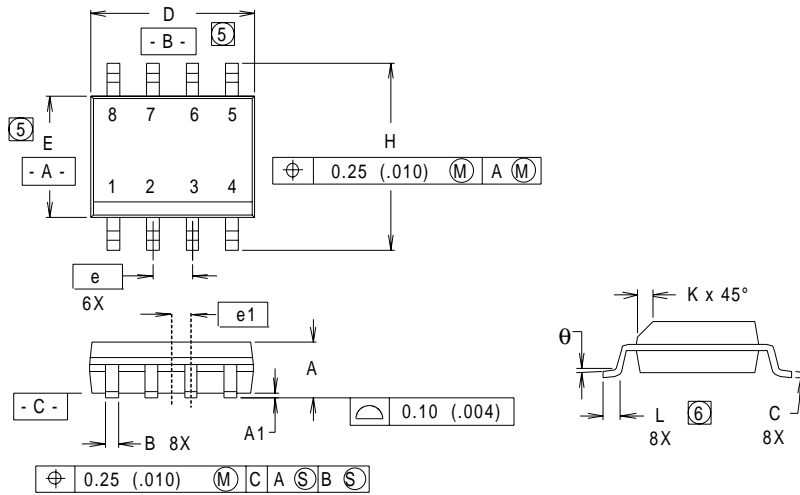 D
- B - 5
8 7 6 5
5 E
- A -
H
⌖ 0.25 (.010) Ⓜ A Ⓜ
1 2 3 4
e
6X
e1
K x 45°
θ
A
- C -
A1
⌓ 0.10 (.004)
B 8X
L 6
8X
C
8X
⌖ 0.25 (.010) Ⓜ C A Ⓢ B Ⓢ